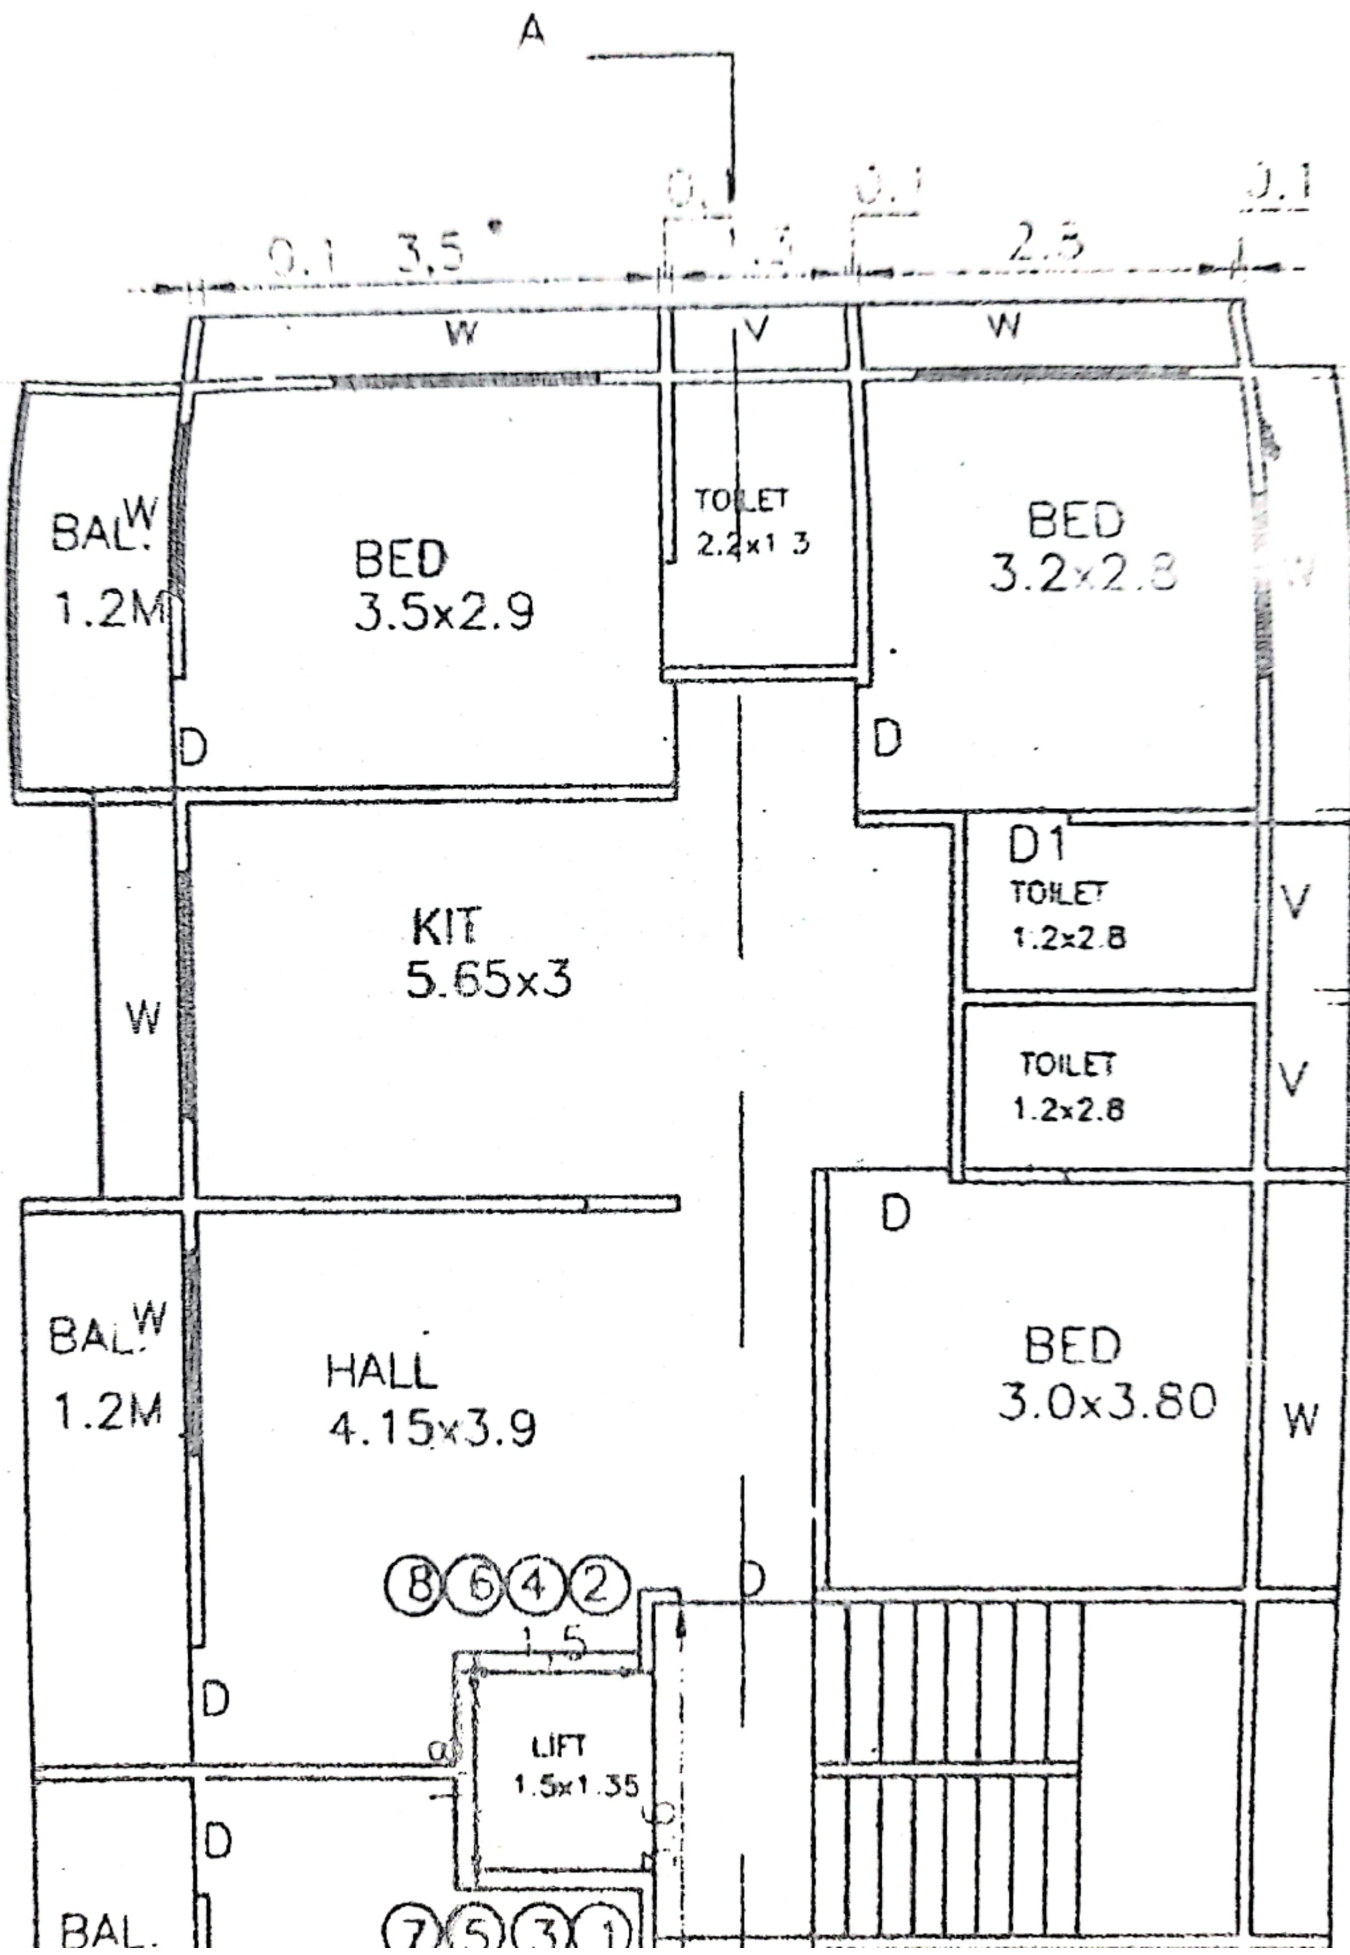 A
0.1
0.1
0.1 3.5
2.8
W
V
W
BAL.
W
1.2M
BED
3.5x2.9
TOILET
2.2x1 3
BED
3.2x2.8
W
D
D
KIT
5.65x3
W
D1
TOILET
1.2x2.8
V
TOILET
1.2x2.8
V
D
BAL.
W
1.2M
HALL
4.15x3.9
BED
3.0x3.80
W
8 6 4 2
D
1.5
D
LIFT
1.5x1.35
D
BAL.
7 5 3 1